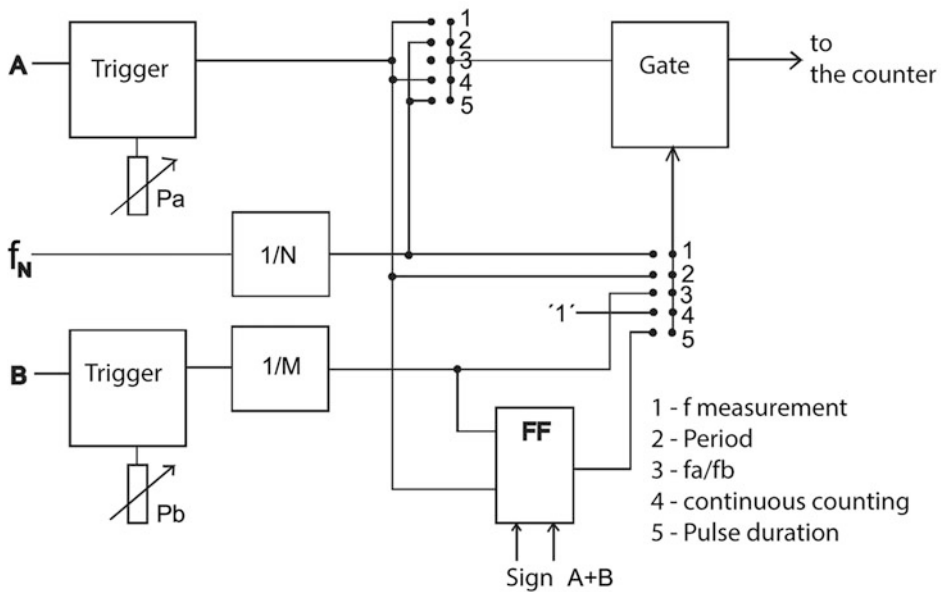 A
Trigger
Pa
1
2
3
4
5
Gate
to
the counter
fN
1/N
1
2
3
4
5
´1´
B
Trigger
Pb
1/M
FF
Sign A+B
1 - f measurement
2 - Period
3 - fa/fb
4 - continuous counting
5 - Pulse duration